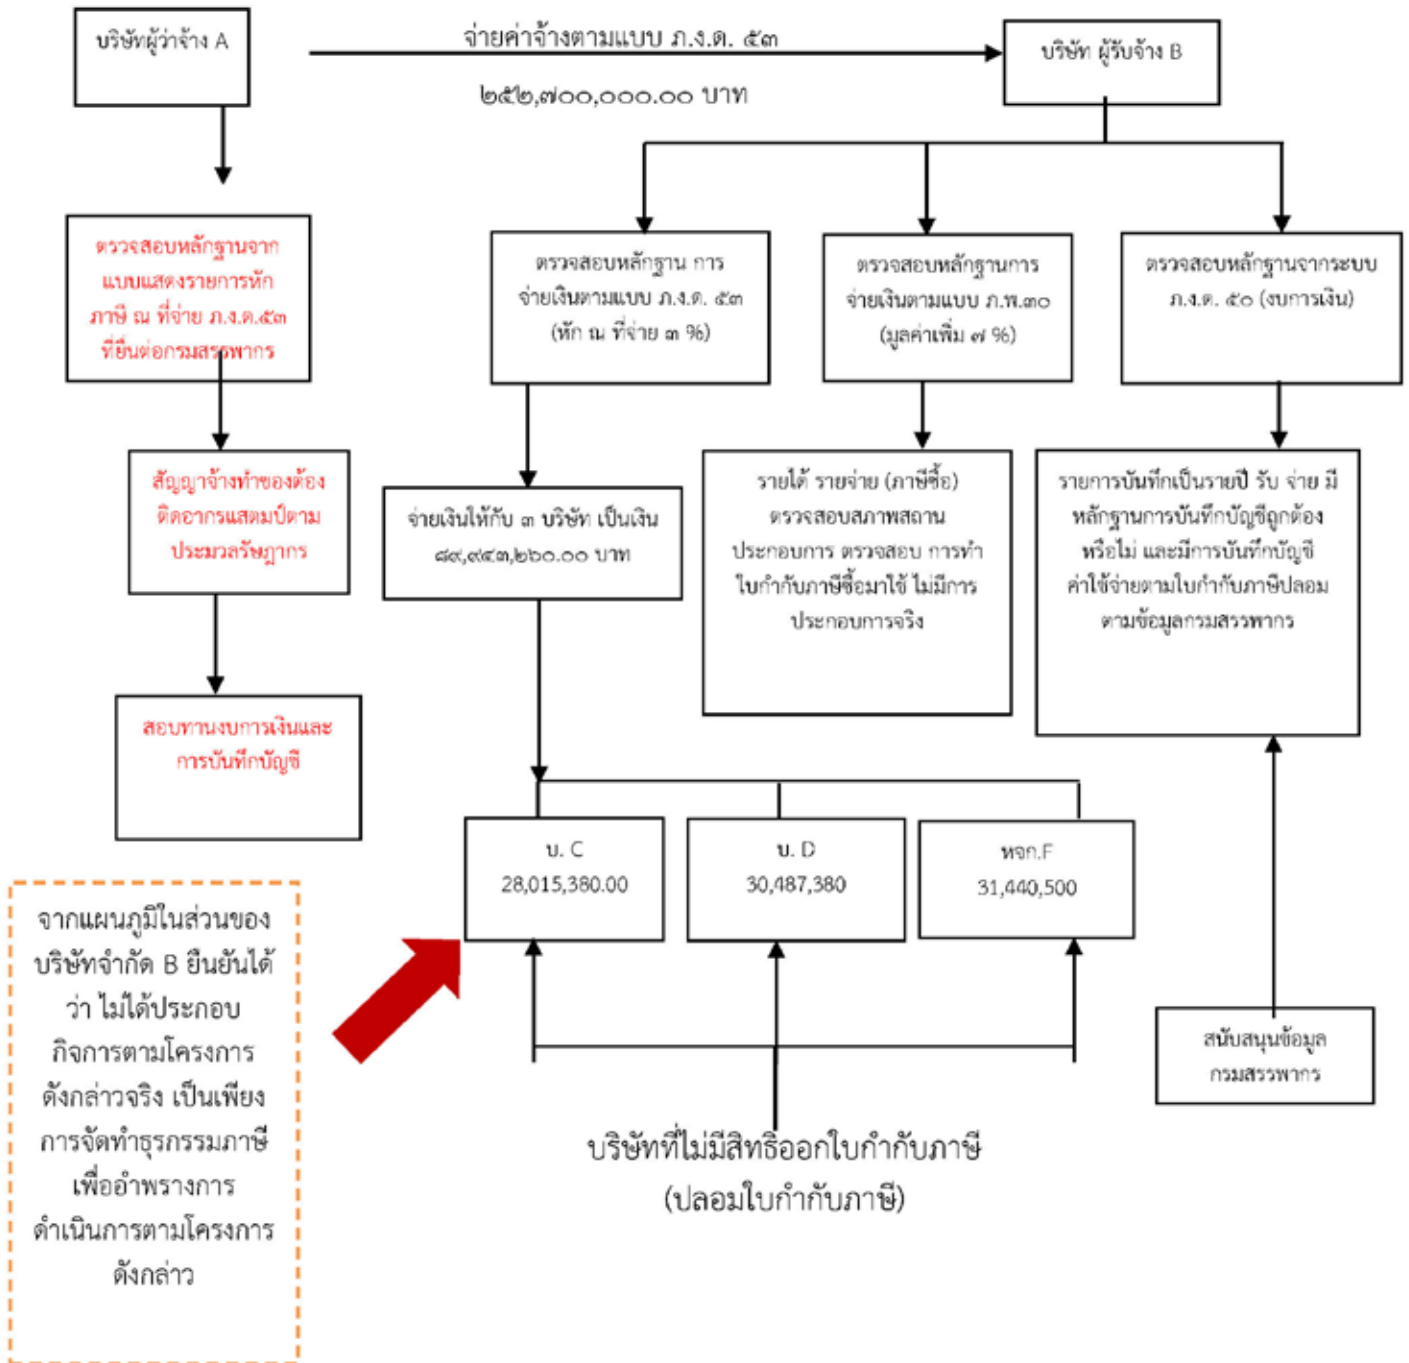 บริษัทผู้ว่าจ้าง A
จ่ายค่าจ้างตามแบบ ภ.ง.ด. ๕๓
๒๕๒,๗๐๐,๐๐๐.๐๐ บาท
บริษัท ผู้รับจ้าง B
ตรวจสอบหลักฐานจาก
แบบแสดงรายการหัก
ภาษี ณ ที่จ่าย ภ.ง.ด.๕๓
ที่ยื่นต่อกรมสรรพากร
ตรวจสอบหลักฐาน การ
จ่ายเงินตามแบบ ภ.ง.ด. ๕๓
(หัก ณ ที่จ่าย ๓ %)
ตรวจสอบหลักฐานการ
จ่ายเงินตามแบบ ภ.พ.๓๐
(มูลค่าเพิ่ม ๗ %)
ตรวจสอบหลักฐานจากระบบ
ภ.ง.ด. ๕๐ (งบการเงิน)
สัญญาจ้างทำของต้อง
ติดอากรแสตมป์ตาม
ประมวลรัษฎากร
จ่ายเงินให้กับ ๓ บริษัท เป็นเงิน
๘๙,๙๔๓,๒๖๐.๐๐ บาท
รายได้ รายจ่าย (ภาษีซื้อ)
ตรวจสอบสภาพสถาน
ประกอบการ ตรวจสอบ การทำ
ใบกำกับภาษีซื้อมาใช้ ไม่มีการ
ประกอบการจริง
รายการบันทึกเป็นรายปี รับ จ่าย มี
หลักฐานการบันทึกบัญชีถูกต้อง
หรือไม่ และมีการบันทึกบัญชี
ค่าใช้จ่ายตามใบกำกับภาษีปลอม
ตามข้อมูลกรมสรรพากร
สอบทานงบการเงินและ
การบันทึกบัญชี
บ. C
28,015,380.00
บ. D
30,487,380
หจก.F
31,440,500
จากแผนภูมิในส่วนของ
บริษัทจำกัด B ยืนยันได้
ว่า ไม่ได้ประกอบ
กิจการตามโครงการ
ดังกล่าวจริง เป็นเพียง
การจัดทำธุรกรรมภาษี
เพื่ออำพรางการ
ดำเนินการตามโครงการ
ดังกล่าว
สนับสนุนข้อมูล
กรมสรรพากร
บริษัทที่ไม่มีสิทธิออกใบกำกับภาษี
(ปลอมใบกำกับภาษี)